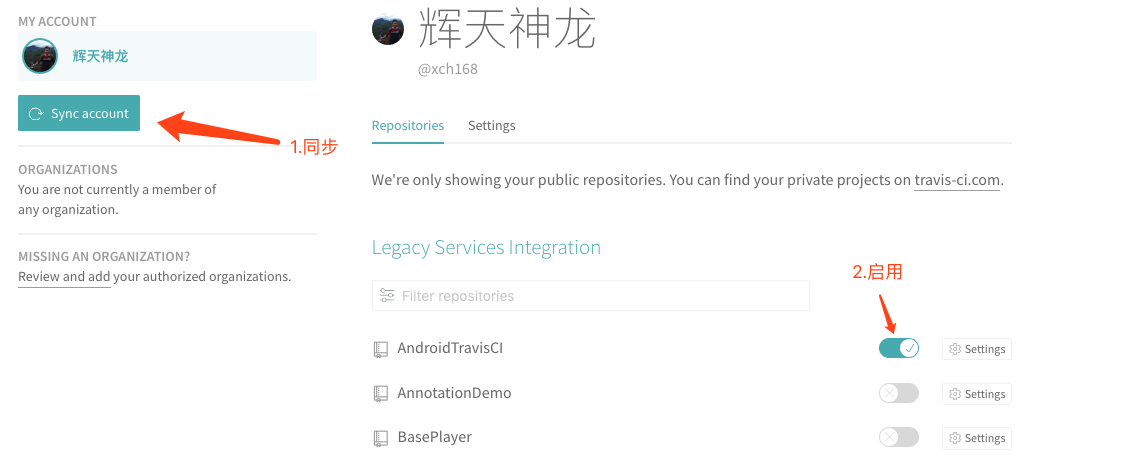 MY ACCOUNT
辉天神龙
Sync account
1.同步
ORGANIZATIONS
You are not currently a member of
any organization.
MISSING AN ORGANIZATION?
Review and add your authorized organizations.
辉天神龙
@xch168
Repositories
Settings
We're only showing your public repositories. You can find your private projects on travis-ci.com.
Legacy Services Integration
2.启用
Filter repositories
AndroidTravisCI
Settings
AnnotationDemo
Settings
BasePlayer
Settings